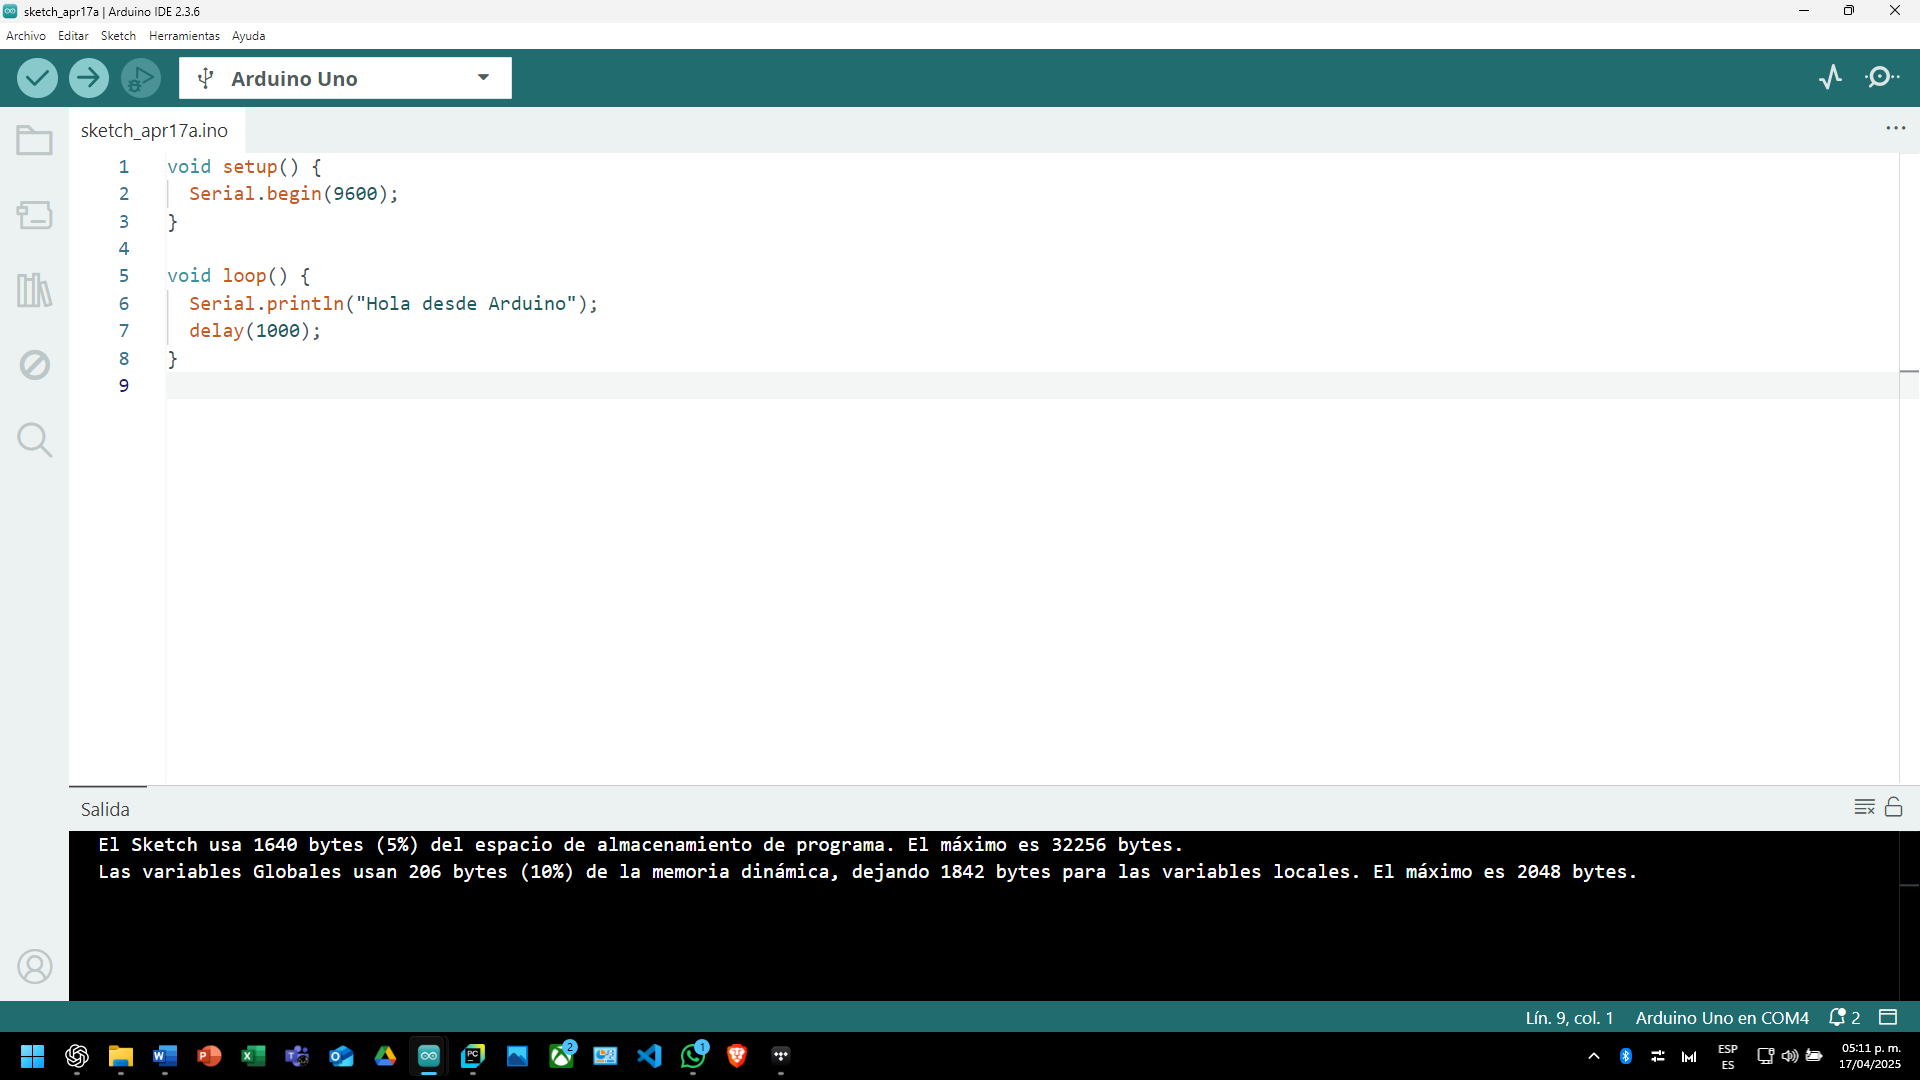 sketch_apr17a | Arduino IDE 2.3.6
Archivo Editar Sketch Herramientas Ayuda
Arduino Uno
sketch_apr17a.ino
1 void setup() {
2 Serial.begin(9600);
3 }
4
5 void loop() {
6 Serial.println("Hola desde Arduino");
7 delay(1000);
8 }
9
Salida
El Sketch usa 1640 bytes (5%) del espacio de almacenamiento de programa. El máximo es 32256 bytes.
Las variables Globales usan 206 bytes (10%) de la memoria dinámica, dejando 1842 bytes para las variables locales. El máximo es 2048 bytes.
Lín. 9, col. 1 Arduino Uno en COM4 2
2 1
ESP
ES
05:11 p. m.
17/04/2025